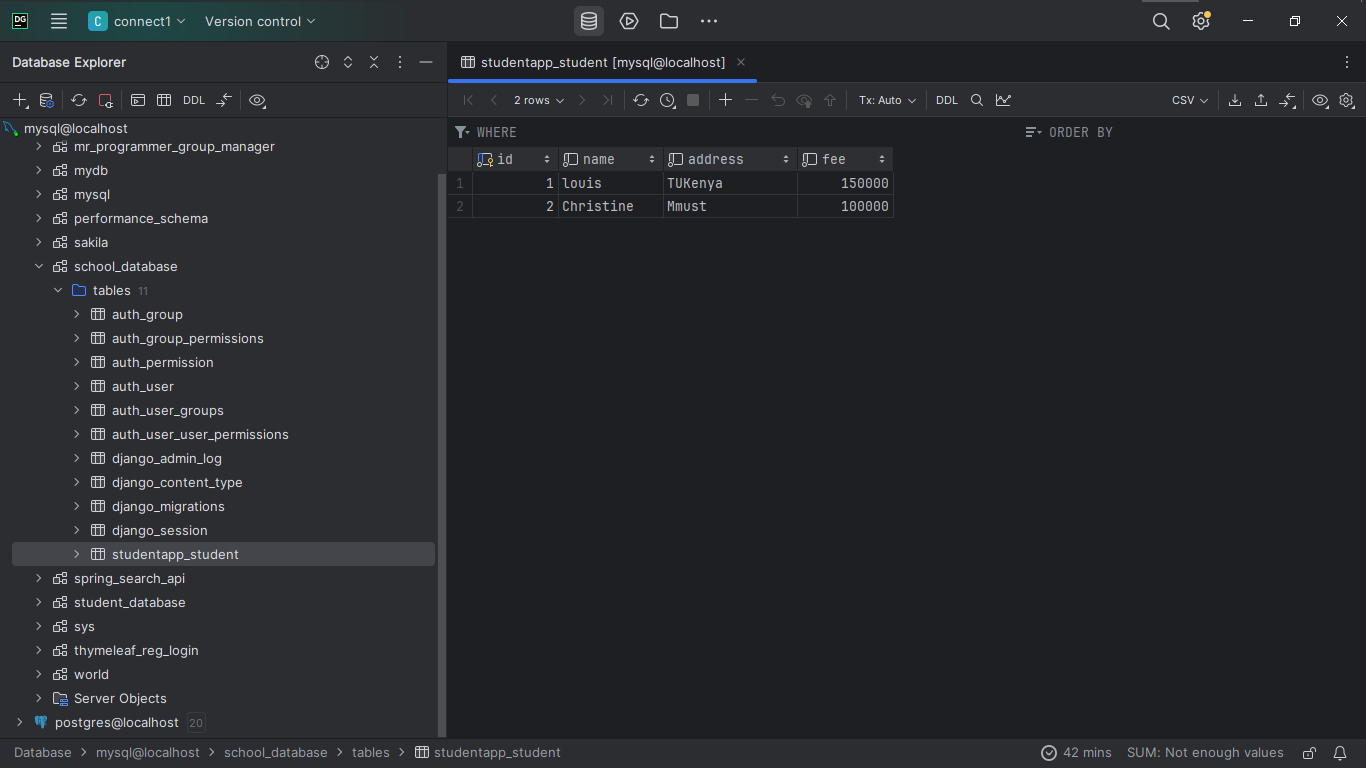 DG C connect1 Version control
Database Explorer
studentapp_student [mysql@localhost]
DDL
2 rows Tx: Auto DDL CSV
mysql@localhost
WHERE ORDER BY
mr_programmer_group_manager
mydb
mysql
performance_schema
sakila
school_database
tables 11
auth_group
auth_group_permissions
auth_permission
auth_user
auth_user_groups
auth_user_user_permissions
django_admin_log
django_content_type
django_migrations
django_session
studentapp_student
spring_search_api
student_database
sys
thymeleaf_reg_login
world
Server Objects
postgres@localhost 20
id name address fee
1 1 louis TUKenya 150000
2 2 Christine Mmust 100000
Database mysql@localhost school_database tables studentapp_student 42 mins SUM: Not enough values